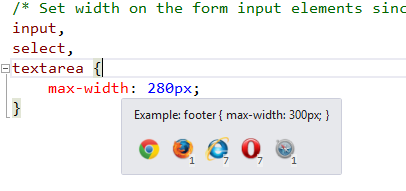 /* Set width on the form input elements sinc
input,
select,
textarea {
max-width: 280px;
}
Example: footer { max-width: 300px; }
1 7 7 1